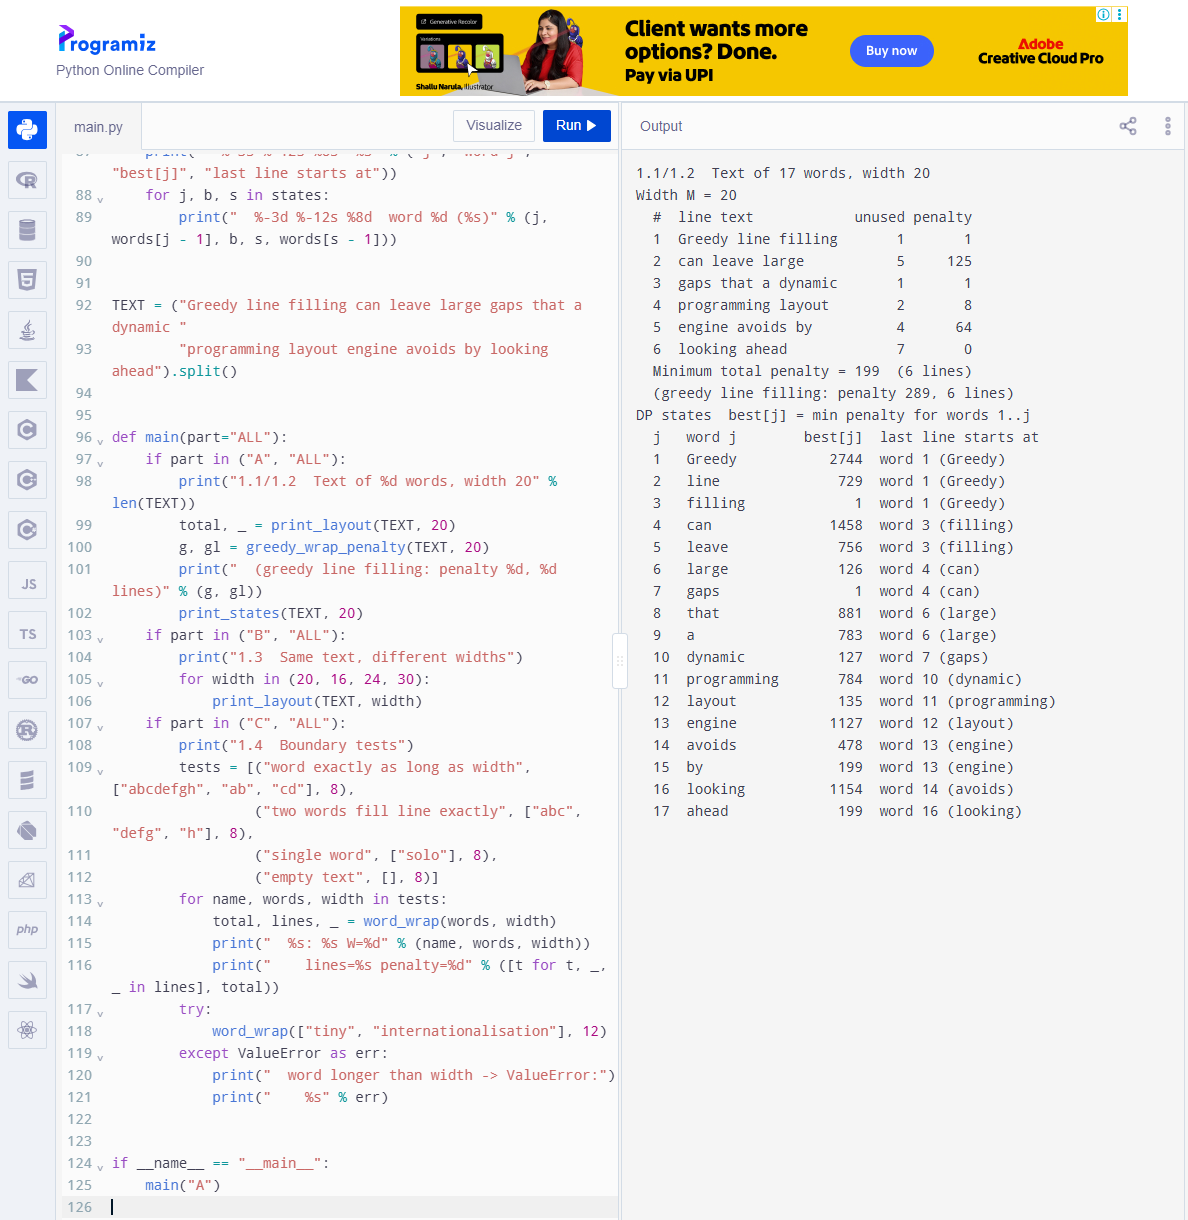 Programiz
Python Online Compiler
Generative Recolor
Variations
Shallu Narula, Illustrator
Client wants more
options? Done.
Pay via UPI
Buy now
Adobe
Creative Cloud Pro
main.py
Visualize
Run
Output
"best[j]", "last line starts at"))
88     for j, b, s in states:
89         print("  %-3d %-12s %8d  word %d (%s)" % (j,
words[j - 1], b, s, words[s - 1]))
90
91
92 TEXT = ("Greedy line filling can leave large gaps that a
dynamic "
93         "programming layout engine avoids by looking
ahead").split()
94
95
96 def main(part="ALL"):
97     if part in ("A", "ALL"):
98         print("1.1/1.2  Text of %d words, width 20" %
len(TEXT))
99         total, _ = print_layout(TEXT, 20)
100         g, gl = greedy_wrap_penalty(TEXT, 20)
101         print("  (greedy line filling: penalty %d, %d
lines)" % (g, gl))
102         print_states(TEXT, 20)
103     if part in ("B", "ALL"):
104         print("1.3  Same text, different widths")
105         for width in (20, 16, 24, 30):
106             print_layout(TEXT, width)
107     if part in ("C", "ALL"):
108         print("1.4  Boundary tests")
109         tests = [("word exactly as long as width",
["abcdefgh", "ab", "cd"], 8),
110                  ("two words fill line exactly", ["abc",
"defg", "h"], 8),
111                  ("single word", ["solo"], 8),
112                  ("empty text", [], 8)]
113         for name, words, width in tests:
114             total, lines, _ = word_wrap(words, width)
115             print("  %s: %s W=%d" % (name, words, width))
116             print("    lines=%s penalty=%d" % ([t for t, _,
_ in lines], total))
117         try:
118             word_wrap(["tiny", "internationalisation"], 12)
119         except ValueError as err:
120             print("  word longer than width -> ValueError:")
121             print("    %s" % err)
122
123
124 if __name__ == "__main__":
125     main("A")
126
JS
TS
GO
php
1.1/1.2  Text of 17 words, width 20
Width M = 20
#  line text            unused penalty
1  Greedy line filling       1       1
2  can leave large           5     125
3  gaps that a dynamic       1       1
4  programming layout        2       8
5  engine avoids by          4      64
6  looking ahead             7       0
Minimum total penalty = 199  (6 lines)
(greedy line filling: penalty 289, 6 lines)
DP states  best[j] = min penalty for words 1..j
j   word j        best[j]  last line starts at
1   Greedy           2744  word 1 (Greedy)
2   line              729  word 1 (Greedy)
3   filling             1  word 1 (Greedy)
4   can              1458  word 3 (filling)
5   leave             756  word 3 (filling)
6   large             126  word 4 (can)
7   gaps                1  word 4 (can)
8   that              881  word 6 (large)
9   a                 783  word 6 (large)
10  dynamic           127  word 7 (gaps)
11  programming       784  word 10 (dynamic)
12  layout            135  word 11 (programming)
13  engine           1127  word 12 (layout)
14  avoids            478  word 13 (engine)
15  by                199  word 13 (engine)
16  looking          1154  word 14 (avoids)
17  ahead             199  word 16 (looking)